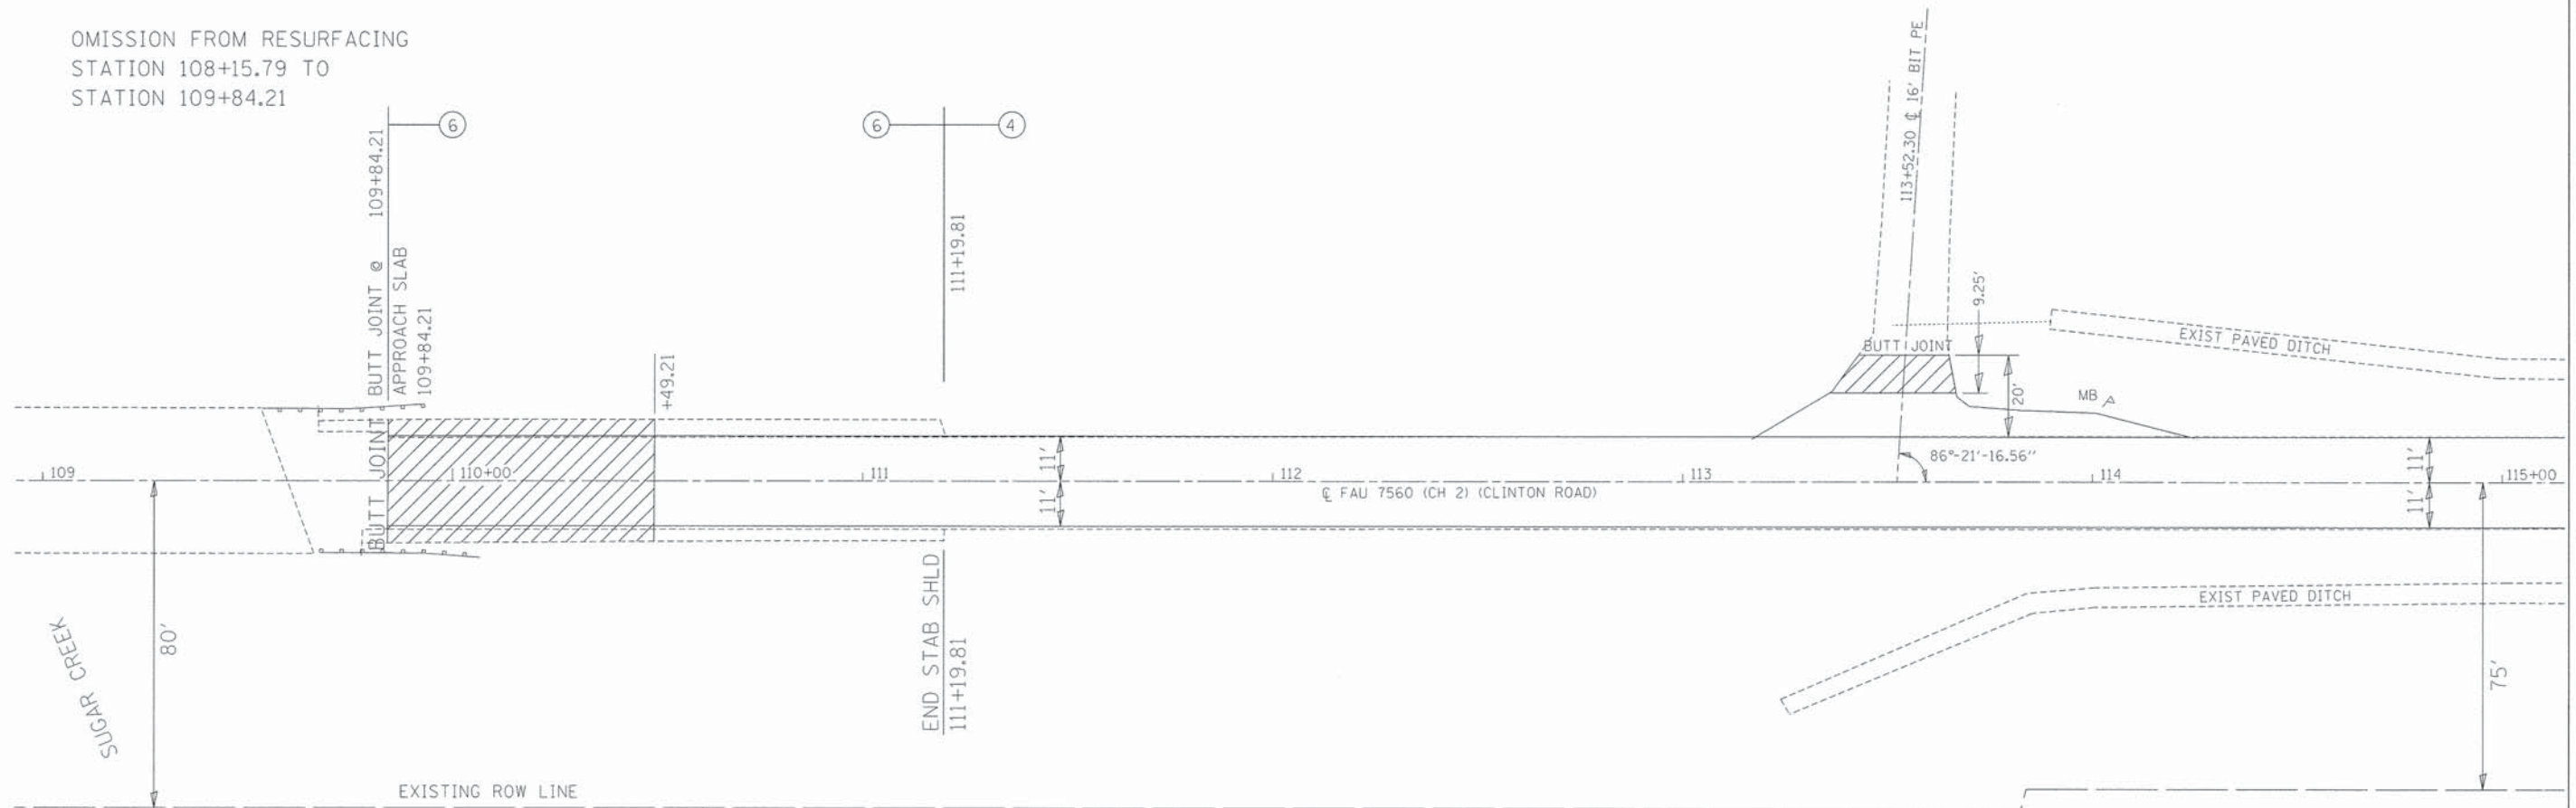 OMISSION FROM RESURFACING
STATION 108+15.79 TO
STATION 109+84.21
6
6
4
BUTT JOINT @ 109+84.21
APPROACH SLAB
109+84.21
BUTT JOINT
+49.21
111+19.81
113+52.30 ℄ 16' BIT PE
9.25'
BUTT JOINT
20'
EXIST PAVED DITCH
MB
109
110+00
111
112
113
114
115+00
11'
11'
℄ FAU 7560 (CH 2) (CLINTON ROAD)
86°-21'-16.56"
11'
11'
END STAB SHLD
111+19.81
EXIST PAVED DITCH
SUGAR CREEK
80'
75'
EXISTING ROW LINE